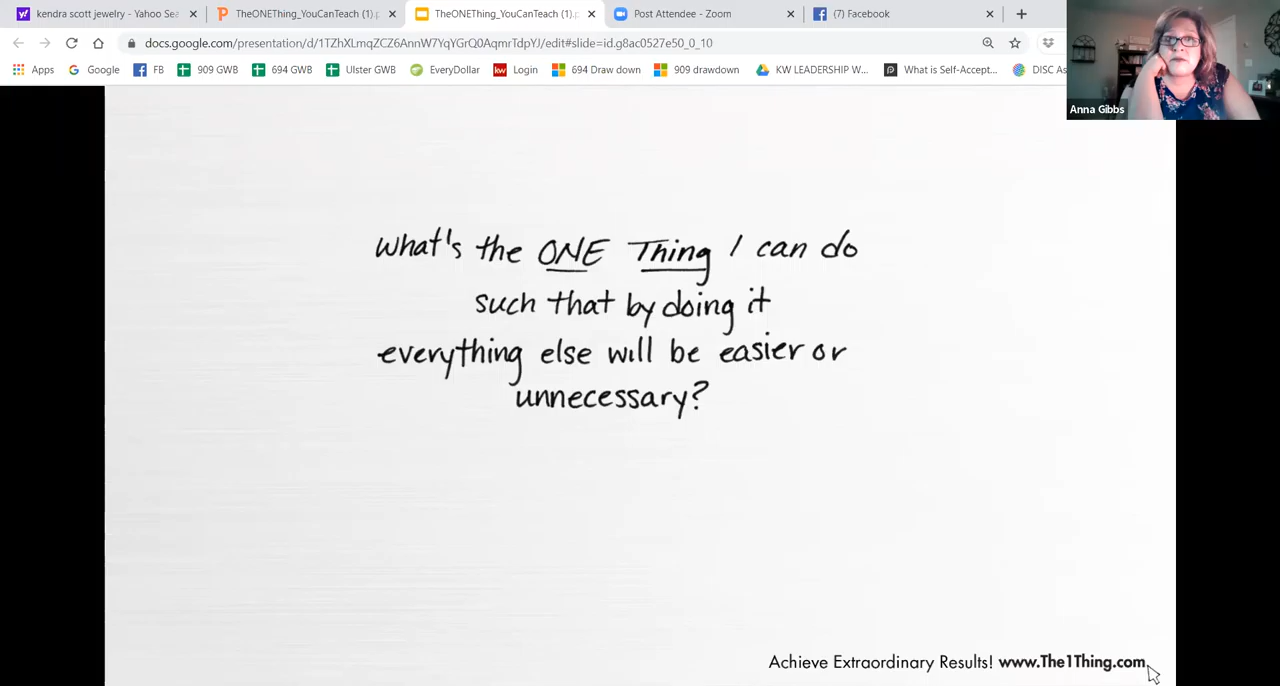 kendra scott jewelry - Yahoo Sea
TheONEThing_YouCanTeach (1).p
TheONEThing_YouCanTeach (1).p
Post Attendee - Zoom
(7) Facebook
docs.google.com/presentation/d/1TZhXLmqZCZ6AnnW7YqYGrQ0AqmrTdpYJ/edit#slide=id.g8ac0527e50_0_10
Apps
Google
FB
909 GWB
694 GWB
Ulster GWB
EveryDollar
kw Login
694 Draw down
909 drawdown
KW LEADERSHIP W...
What is Self-Accept...
DISC As
Anna Gibbs
what's the ONE Thing I can do
such that by doing it
everything else will be easier or
unnecessary?
Achieve Extraordinary Results! www.The1Thing.com